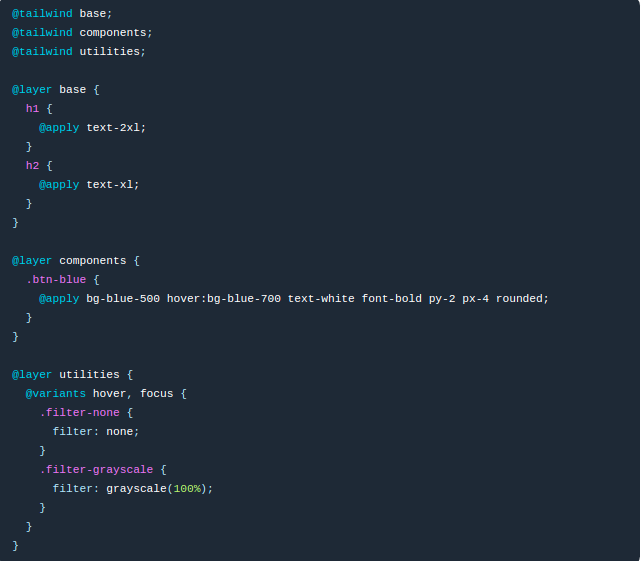 @tailwind base;
@tailwind components;
@tailwind utilities;

@layer base {
  h1 {
    @apply text-2xl;
  }
  h2 {
    @apply text-xl;
  }
}

@layer components {
  .btn-blue {
    @apply bg-blue-500 hover:bg-blue-700 text-white font-bold py-2 px-4 rounded;
  }
}

@layer utilities {
  @variants hover, focus {
    .filter-none {
      filter: none;
    }
    .filter-grayscale {
      filter: grayscale(100%);
    }
  }
}